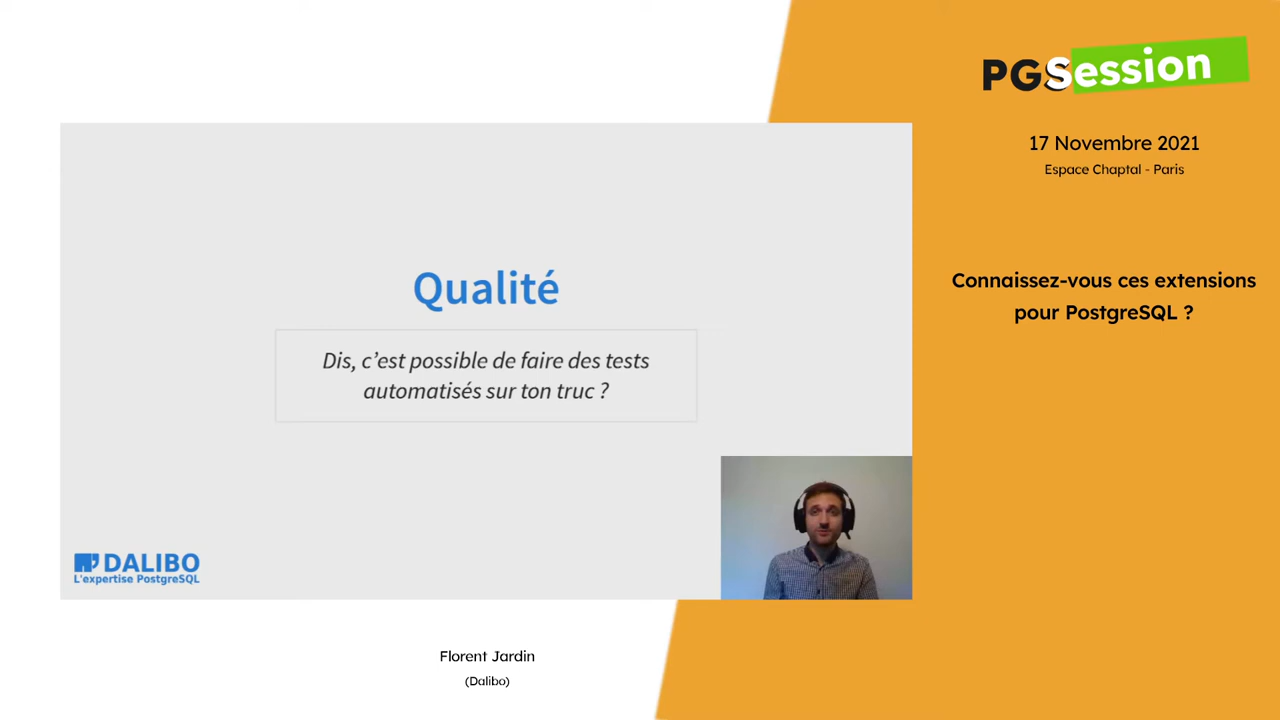 PGSession
17 Novembre 2021
Espace Chaptal - Paris
Connaissez-vous ces extensions
pour PostgreSQL ?
Qualité
Dis, c’est possible de faire des tests
automatisés sur ton truc ?
DALIBO
L'expertise PostgreSQL
Florent Jardin
(Dalibo)